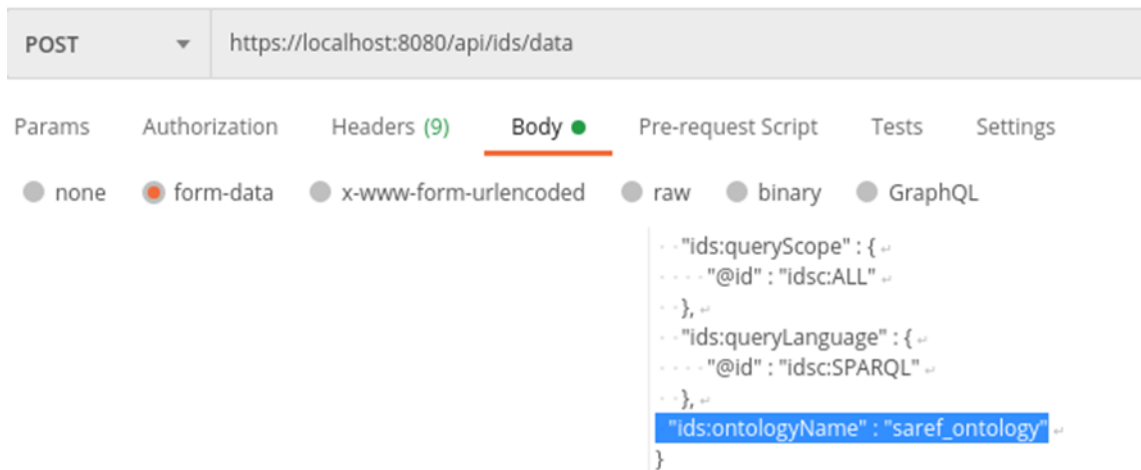 POST https://localhost:8080/api/ids/data
Params Authorization Headers (9) Body Pre-request Script Tests Settings
none form-data x-www-form-urlencoded raw binary GraphQL
"ids:queryScope" : {
"@id" : "idsc:ALL"
},
"ids:queryLanguage" : {
"@id" : "idsc:SPARQL"
},
"ids:ontologyName" : "saref_ontology"
}